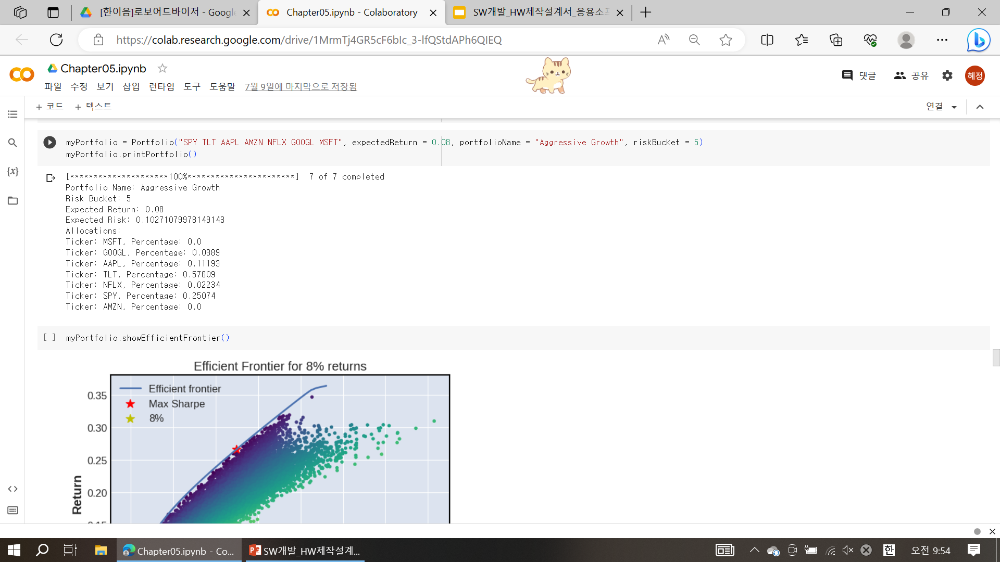 [한이음]로보어드바이저 - Google
Chapter05.ipynb - Colaboratory
SW개발_HW제작설계서_응용소프
https://colab.research.google.com/drive/1MrmTj4GR5cF6bIc_3-lfQStdAPh6QIEQ
Chapter05.ipynb
파일 수정 보기 삽입 런타임 도구 도움말 7월 9일에 마지막으로 저장됨
댓글 공유 혜정
+ 코드 + 텍스트
연결
myPortfolio = Portfolio("SPY TLT AAPL AMZN NFLX GOOGL MSFT", expectedReturn = 0.08, portfolioName = "Aggressive Growth", riskBucket = 5)
myPortfolio.printPortfolio()
[*********************100%***********************]  7 of 7 completed
Portfolio Name: Aggressive Growth
Risk Bucket: 5
Expected Return: 0.08
Expected Risk: 0.10271079978149143
Allocations:
Ticker: MSFT, Percentage: 0.0
Ticker: GOOGL, Percentage: 0.0389
Ticker: AAPL, Percentage: 0.11193
Ticker: TLT, Percentage: 0.57609
Ticker: NFLX, Percentage: 0.02234
Ticker: SPY, Percentage: 0.25074
Ticker: AMZN, Percentage: 0.0
[ ] myPortfolio.showEfficientFrontier()
Efficient Frontier for 8% returns
Efficient frontier
Max Sharpe
8%
0.35
0.30
0.25
0.20
0.15
Return
Chapter05.ipynb - Co...
SW개발_HW제작설계...
한
오전 9:54